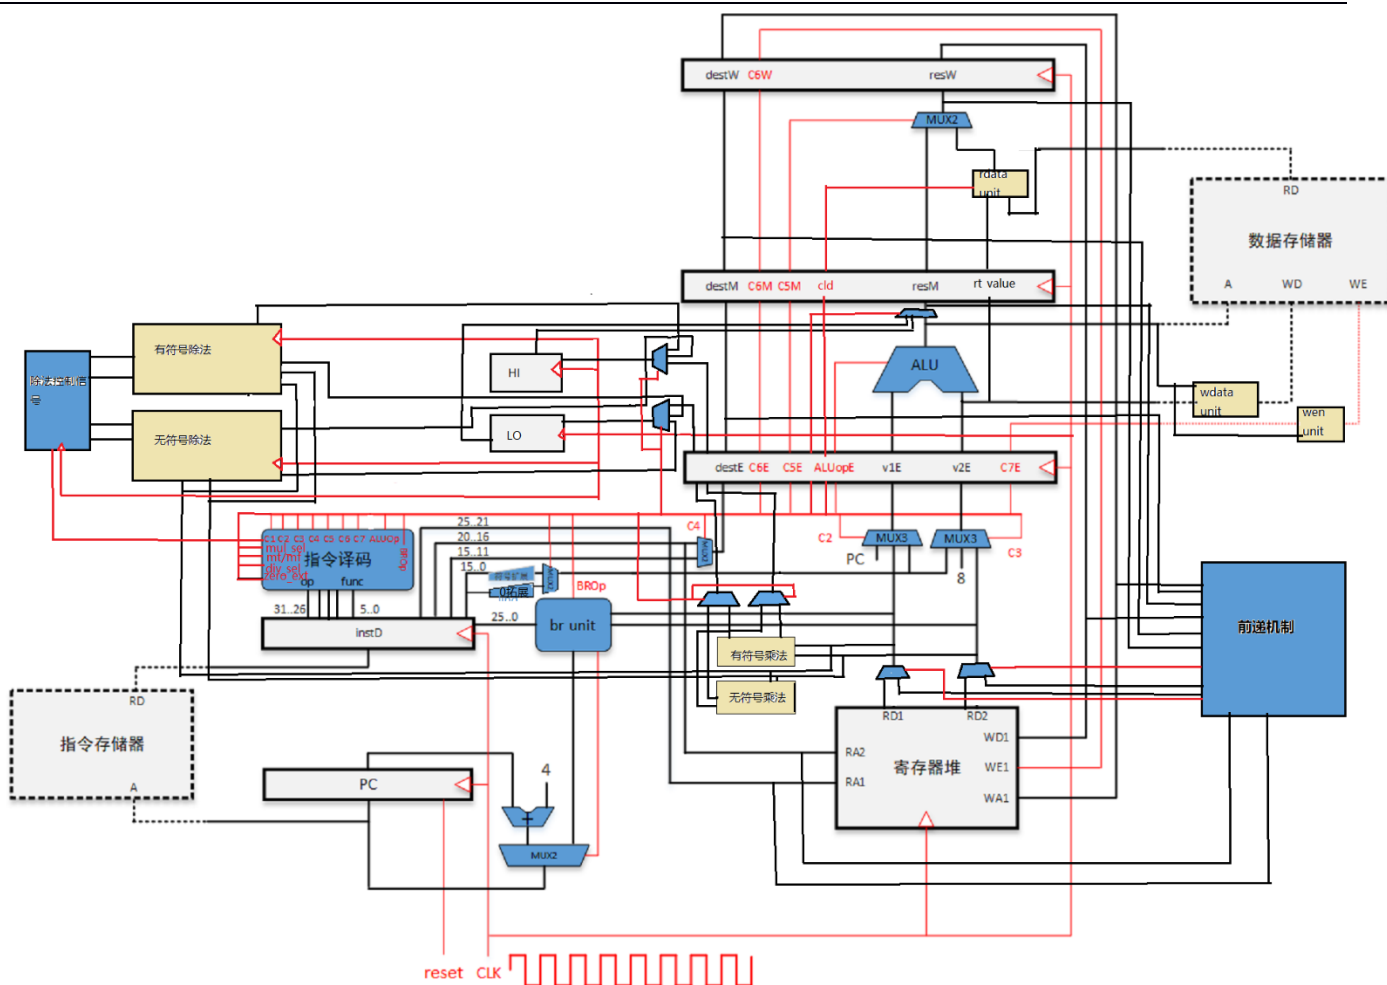 destW C6W resW
MUX2
rdata
unit
RD
数据存储器
A WD WE
destM C6M C5M cld resM rt value
有符号除法
除法控制信
号
HI
ALU
无符号除法
LO
wdata
unit
wen
unit
destE C6E C5E ALUopE v1E v2E C7E
C1 C2 C3 C4 C5 C6 C7 ALUOp
BROp
mul_sel
mt/mf
div_sel
zero_ext
指令译码
op func
25..21
20..16
15..11
15..0
C4
MUX2
C2
MUX3
MUX3
C3
PC
8
符号扩展
0拓展
MUX2
BROp
31..26 5..0
25..0
instD
br unit
有符号乘法
无符号乘法
前递机制
RD
指令存储器
A
RD1 RD2
WD1
RA2
寄存器堆
WE1
RA1
WA1
PC
4
+
MUX2
reset CLK